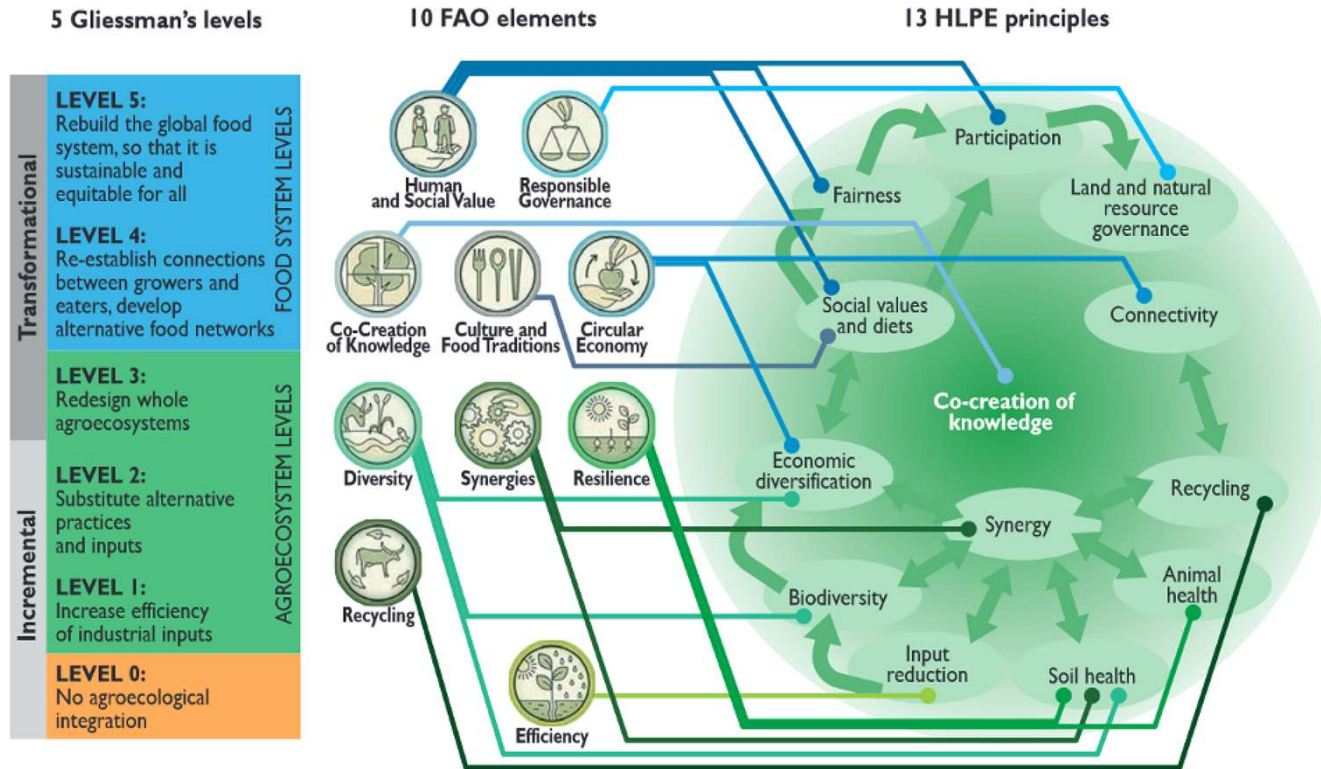 5 Gliessman’s levels
10 FAO elements
13 HLPE principles
Transformational
Incremental
FOOD SYSTEM LEVELS
AGROECOSYSTEM LEVELS
LEVEL 5:
Rebuild the global food
system, so that it is
sustainable and
equitable for all
LEVEL 4:
Re-establish connections
between growers and
eaters, develop
alternative food networks
LEVEL 3:
Redesign whole
agroecosystems
LEVEL 2:
Substitute alternative
practices
and inputs
LEVEL 1:
Increase efficiency
of industrial inputs
LEVEL 0:
No agroecological
integration
Human
and Social Value
Responsible
Governance
Co-Creation
of Knowledge
Culture and
Food Traditions
Circular
Economy
Diversity
Synergies
Resilience
Recycling
Efficiency
Participation
Fairness
Land and natural
resource
governance
Social values
and diets
Connectivity
Co-creation of
knowledge
Economic
diversification
Recycling
Synergy
Biodiversity
Animal
health
Input
reduction
Soil health